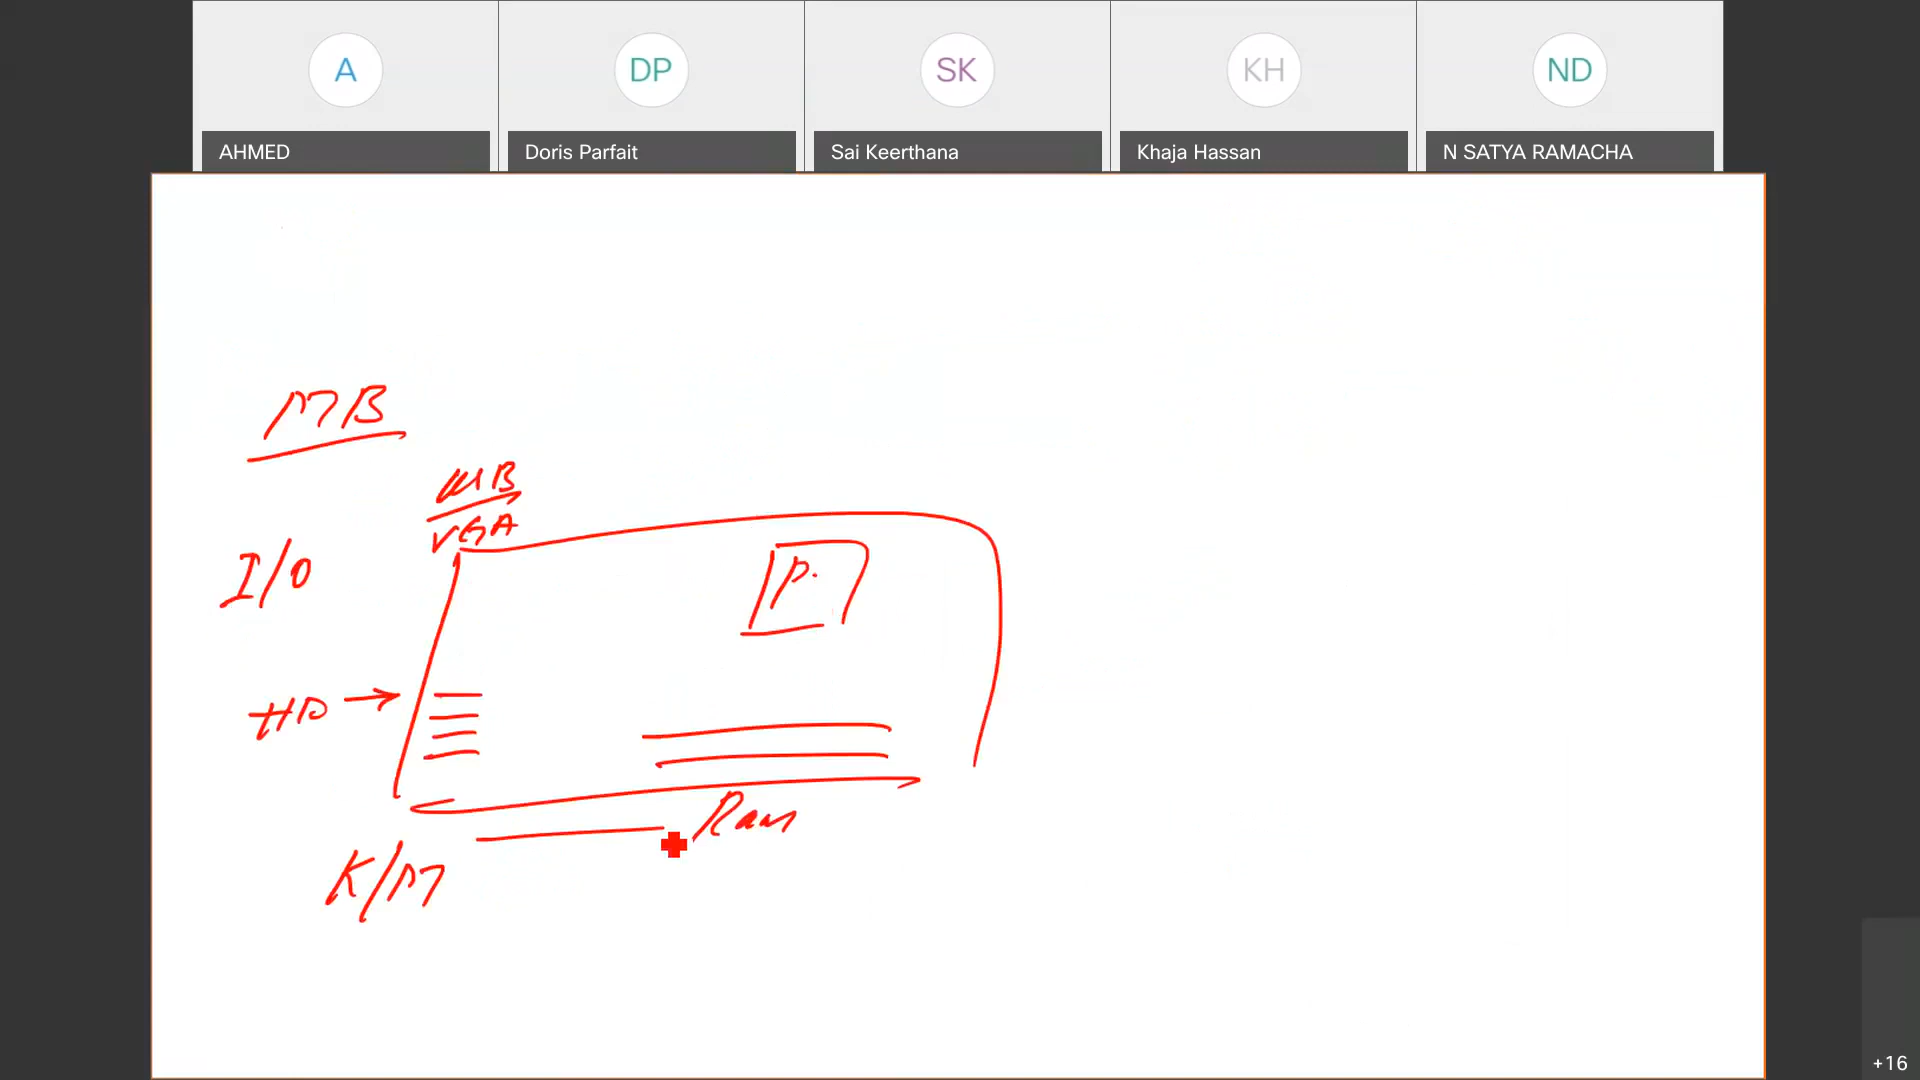 A DP SK KH ND
AHMED Doris Parfait Sai Keerthana Khaja Hassan N SATYA RAMACHA
MB
VGA
I/O
P.
HD
Ram
K/M
+16